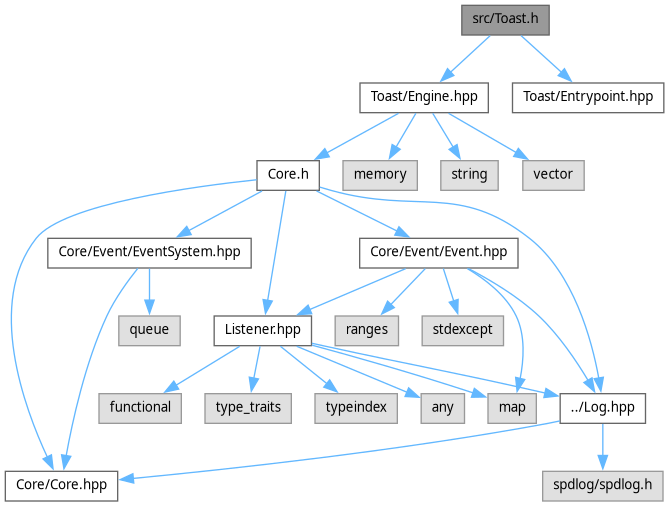 src/Toast.h
Toast/Engine.hpp
Toast/Entrypoint.hpp
Core.h
memory
string
vector
Core/Event/EventSystem.hpp
Core/Event/Event.hpp
queue
Listener.hpp
ranges
stdexcept
functional
type_traits
typeindex
any
map
../Log.hpp
Core/Core.hpp
spdlog/spdlog.h